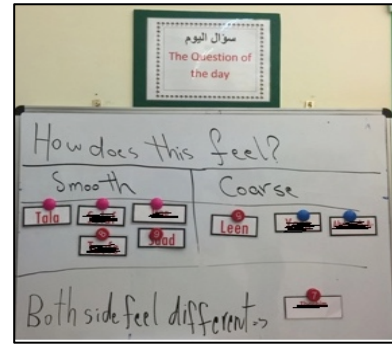 سؤال اليوم
The Question of
the day
How does this feel?
Smooth Coarse
Tala
Leen
Both side feel different